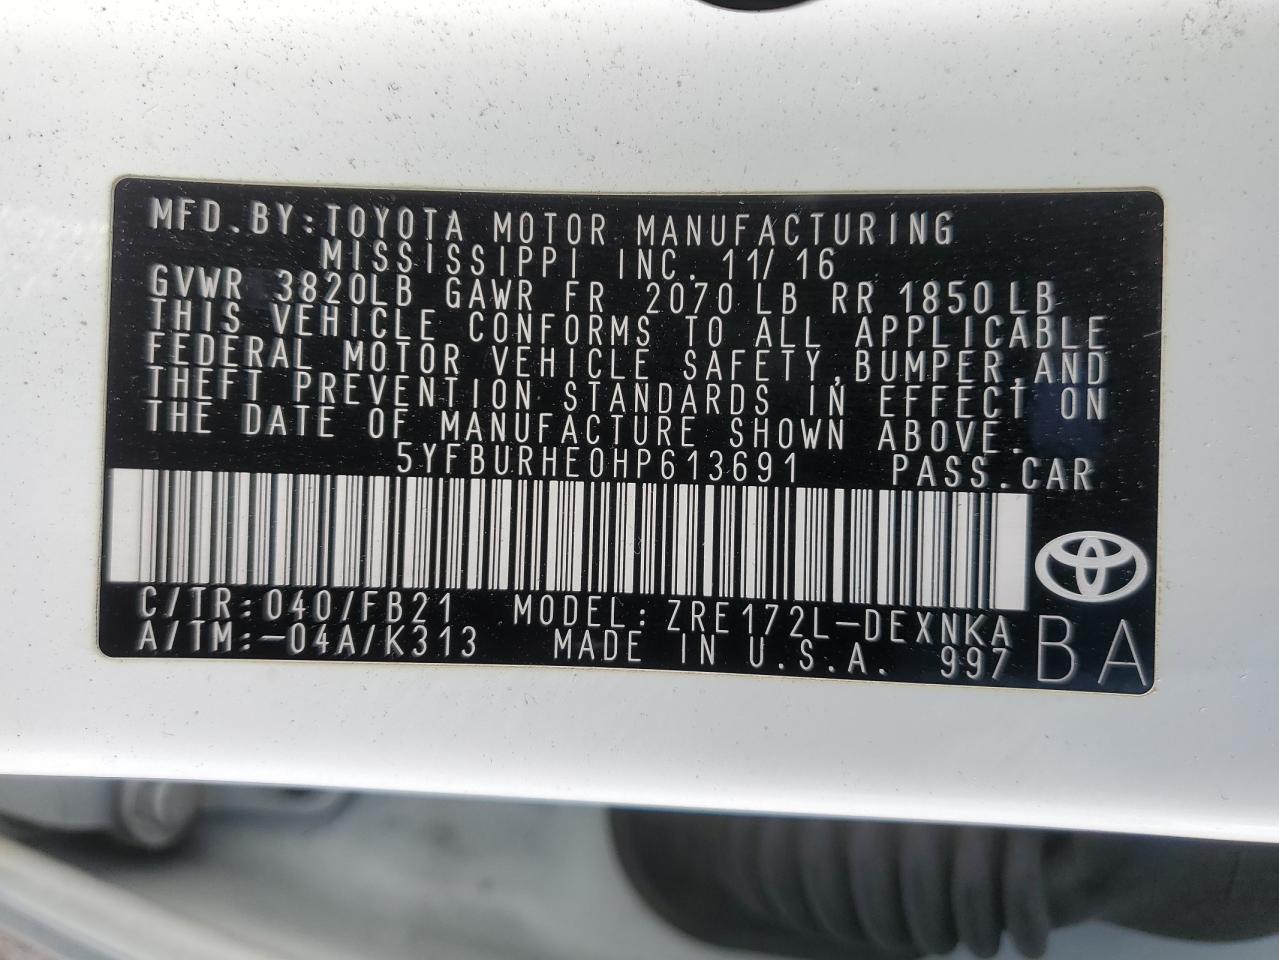 MFD.BY:TOYOTA MOTOR MANUFACTURING
MISSISSIPPI INC. 11/16
GVWR 3820LB GAWR FR 2070LB RR 1850LB
THIS VEHICLE CONFORMS TO ALL APPLICABLE
FEDERAL MOTOR VEHICLE SAFETY,BUMPER,AND
THEFT PREVENTION STANDARDS IN EFFECT ON
THE DATE OF MANUFACTURE SHOWN ABOVE.
5YFBURHE0HP613691 PASS.CAR
C/TR:040/FB21 MODEL:ZRE172L-DEXNKA
A/TM:-04A/K313 MADE IN U.S.A. 997 BA